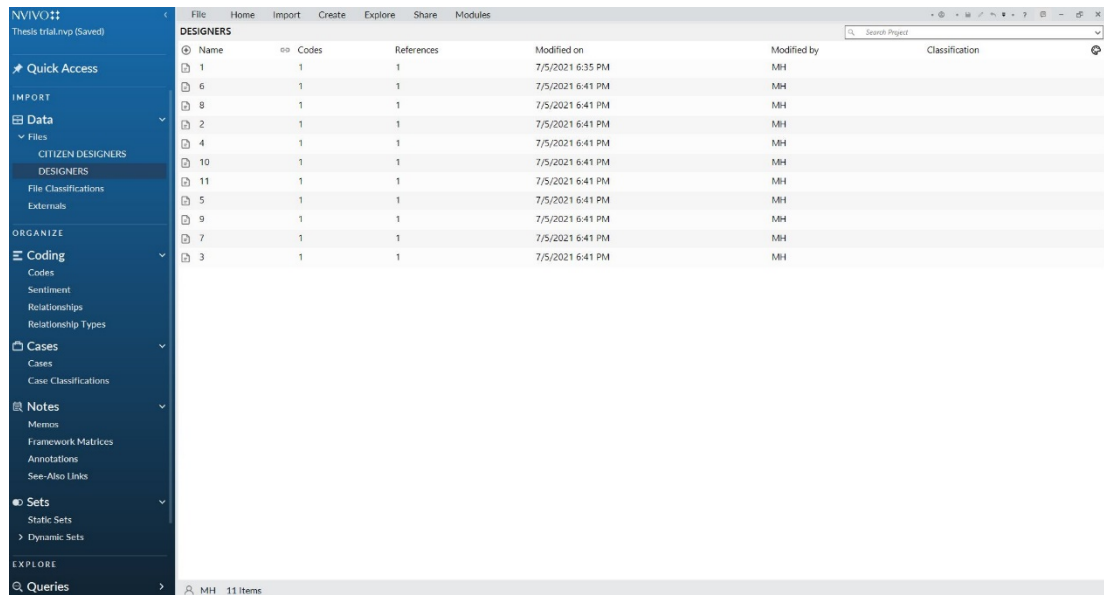 NVIVO
Thesis trial.nvp (Saved)
Quick Access
IMPORT
Data
Files
CITIZEN DESIGNERS
DESIGNERS
File Classifications
Externals
ORGANIZE
Coding
Codes
Sentiment
Relationships
Relationship Types
Cases
Cases
Case Classifications
Notes
Memos
Framework Matrices
Annotations
See-Also Links
Sets
Static Sets
Dynamic Sets
EXPLORE
Queries
File Home Import Create Explore Share Modules
DESIGNERS Search Project
Name Codes References Modified on Modified by Classification
1 1 1 7/5/2021 6:35 PM MH
6 1 1 7/5/2021 6:41 PM MH
8 1 1 7/5/2021 6:41 PM MH
2 1 1 7/5/2021 6:41 PM MH
4 1 1 7/5/2021 6:41 PM MH
10 1 1 7/5/2021 6:41 PM MH
11 1 1 7/5/2021 6:41 PM MH
5 1 1 7/5/2021 6:41 PM MH
9 1 1 7/5/2021 6:41 PM MH
7 1 1 7/5/2021 6:41 PM MH
3 1 1 7/5/2021 6:41 PM MH
MH 11 Items